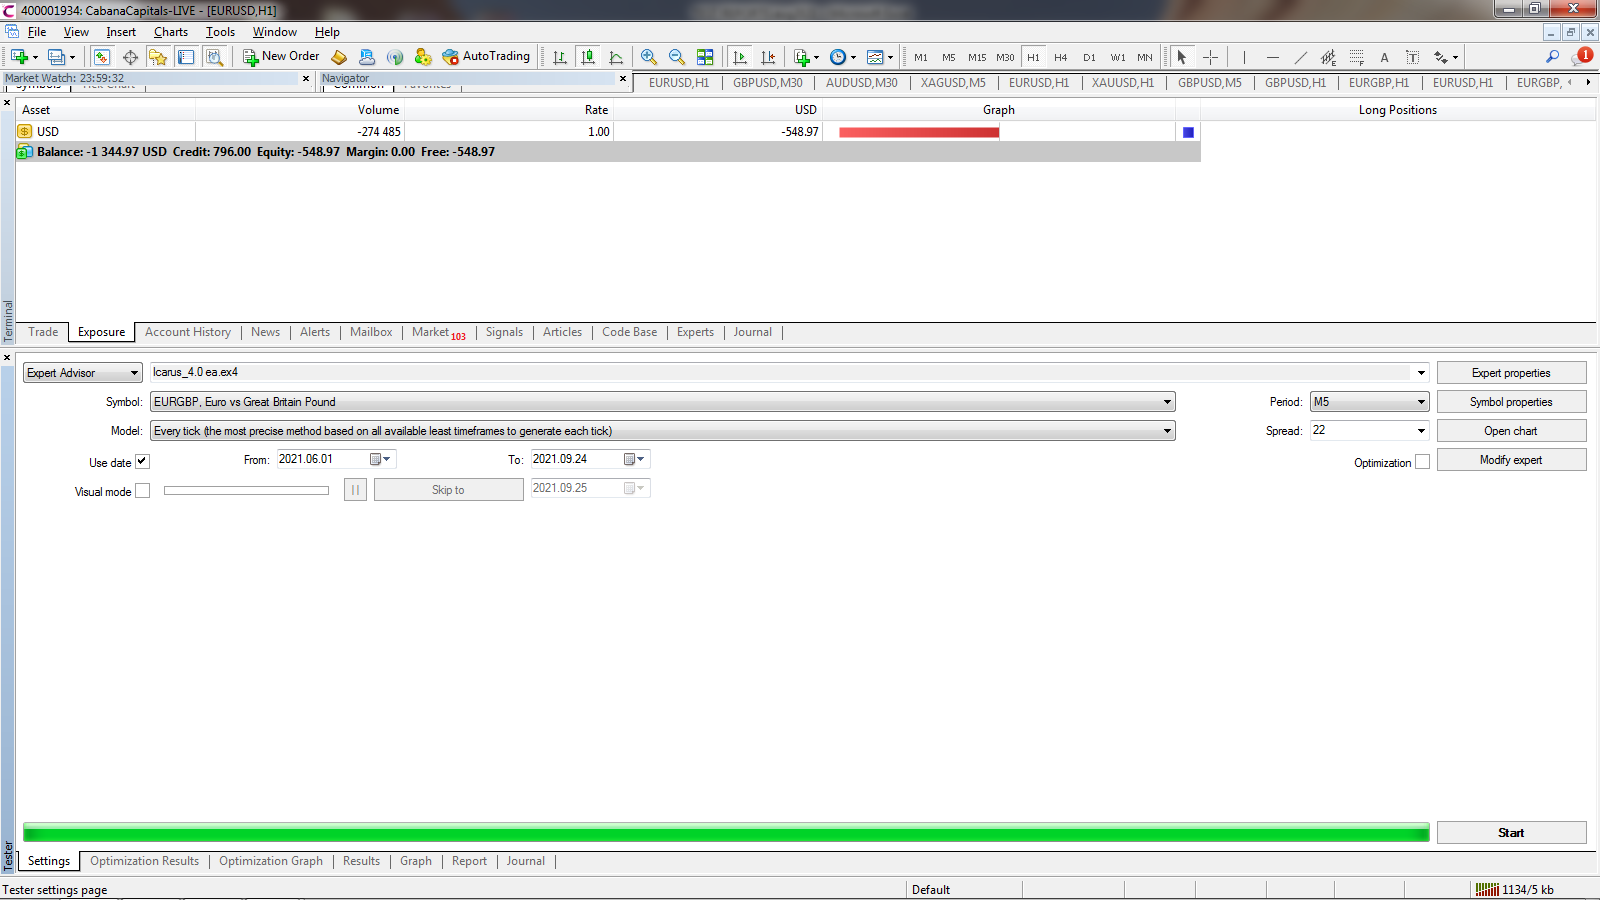 400001934: CabanaCapitals-LIVE - [EURUSD,H1]
File View Insert Charts Tools Window Help
New Order AutoTrading M1 M5 M15 M30 H1 H4 D1 W1 MN A T 1
Market Watch: 23:59:32 × Navigator ×
Symbols Tick Chart Common Favorites EURUSD,H1 GBPUSD,M30 AUDUSD,M30 XAGUSD,M5 EURUSD,H1 XAUUSD,H1 GBPUSD,M5 GBPUSD,H1 EURGBP,H1 EURUSD,H1 EURGBP,
Asset Volume Rate USD Graph Long Positions
USD -274 485 1.00 -548.97
Balance: -1 344.97 USD Credit: 796.00 Equity: -548.97 Margin: 0.00 Free: -548.97
Terminal
Trade Exposure Account History News Alerts Mailbox Market 103 Signals Articles Code Base Experts Journal
Expert Advisor Icarus_4.0 ea.ex4 Expert properties
Symbol: EURGBP, Euro vs Great Britain Pound Period: M5 Symbol properties
Model: Every tick (the most precise method based on all available least timeframes to generate each tick) Spread: 22 Open chart
Use date From: 2021.06.01 To: 2021.09.24 Optimization Modify expert
Visual mode Skip to 2021.09.25
Start
Tester
Settings Optimization Results Optimization Graph Results Graph Report Journal
Tester settings page Default 1134/5 kb